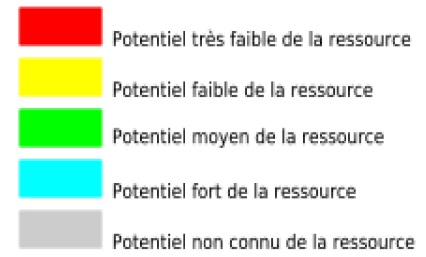 Potentiel très faible de la ressource
Potentiel faible de la ressource
Potentiel moyen de la ressource
Potentiel fort de la ressource
Potentiel non connu de la ressource